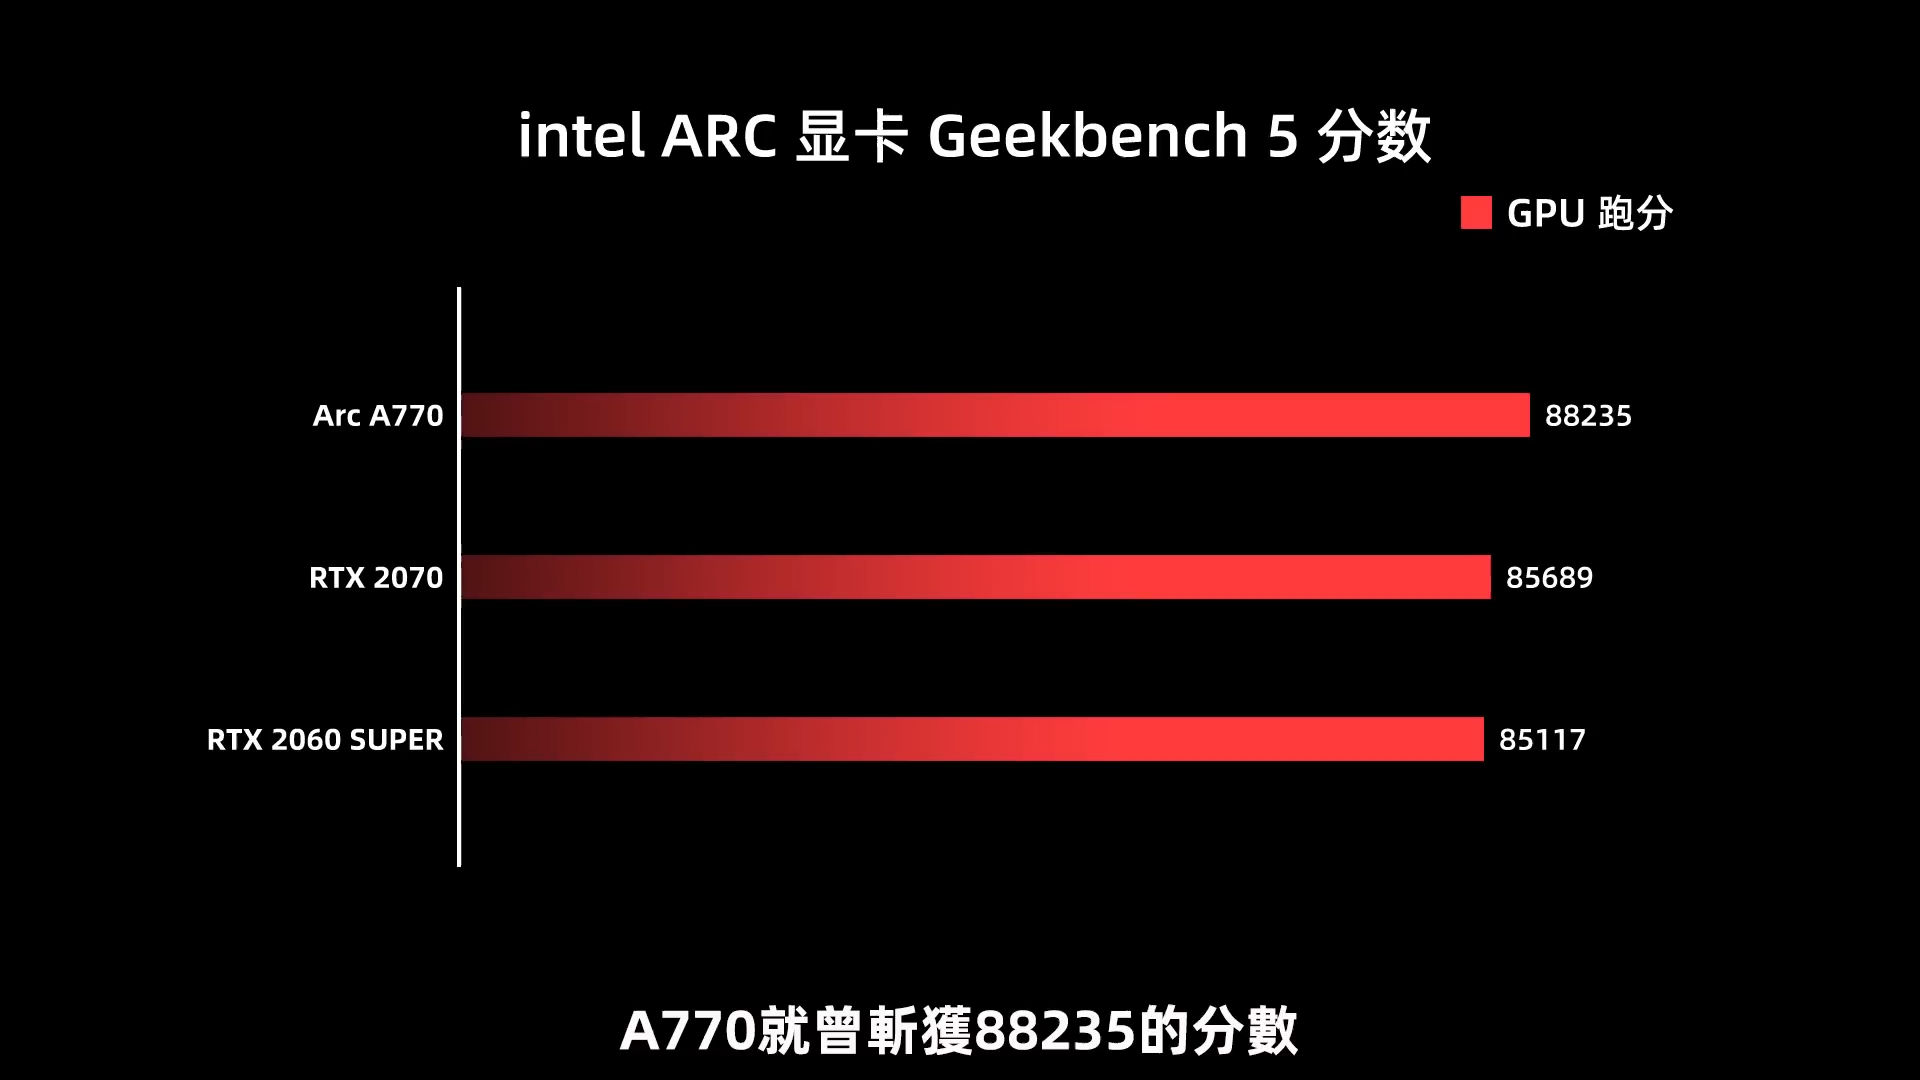 intel ARC 显卡 Geekbench 5 分数
GPU 跑分
Arc A770 88235
RTX 2070 85689
RTX 2060 SUPER 85117
A770就曾斬獲88235的分數